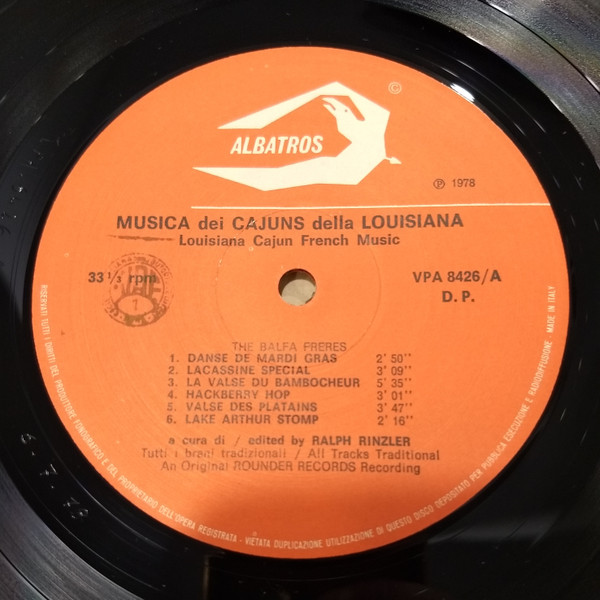 ©
ALBATROS
℗ 1978
MUSICA dei CAJUNS della LOUISIANA
Louisiana Cajun French Music
33 1/3 rpm
VPA 8426/A
D. P.
THE BALFA FRERES
1. DANSE DE MARDI GRAS 2' 50''
2. LACASSINE SPECIAL 3' 09''
3. LA VALSE DU BAMBOCHEUR 5' 35''
4. HACKBERRY HOP 3' 01''
5. VALSE DES PLATAINS 3' 47''
6. LAKE ARTHUR STOMP 2' 16''
a cura di / edited by RALPH RINZLER
Tutti i brani tradizionali / All Tracks Traditional
An Original ROUNDER RECORDS Recording
RISERVATI TUTTI I DIRITTI DEL PRODUTTORE FONOGRAFICO E DEL PROPRIETARIO DELL'OPERA REGISTRATA - VIETATA DUPLICAZIONE UTILIZZAZIONE DI QUESTO DISCO DEPOSITATO PER PUBBLICA ESECUZIONE E RADIODIFFUSIONE MADE IN ITALY